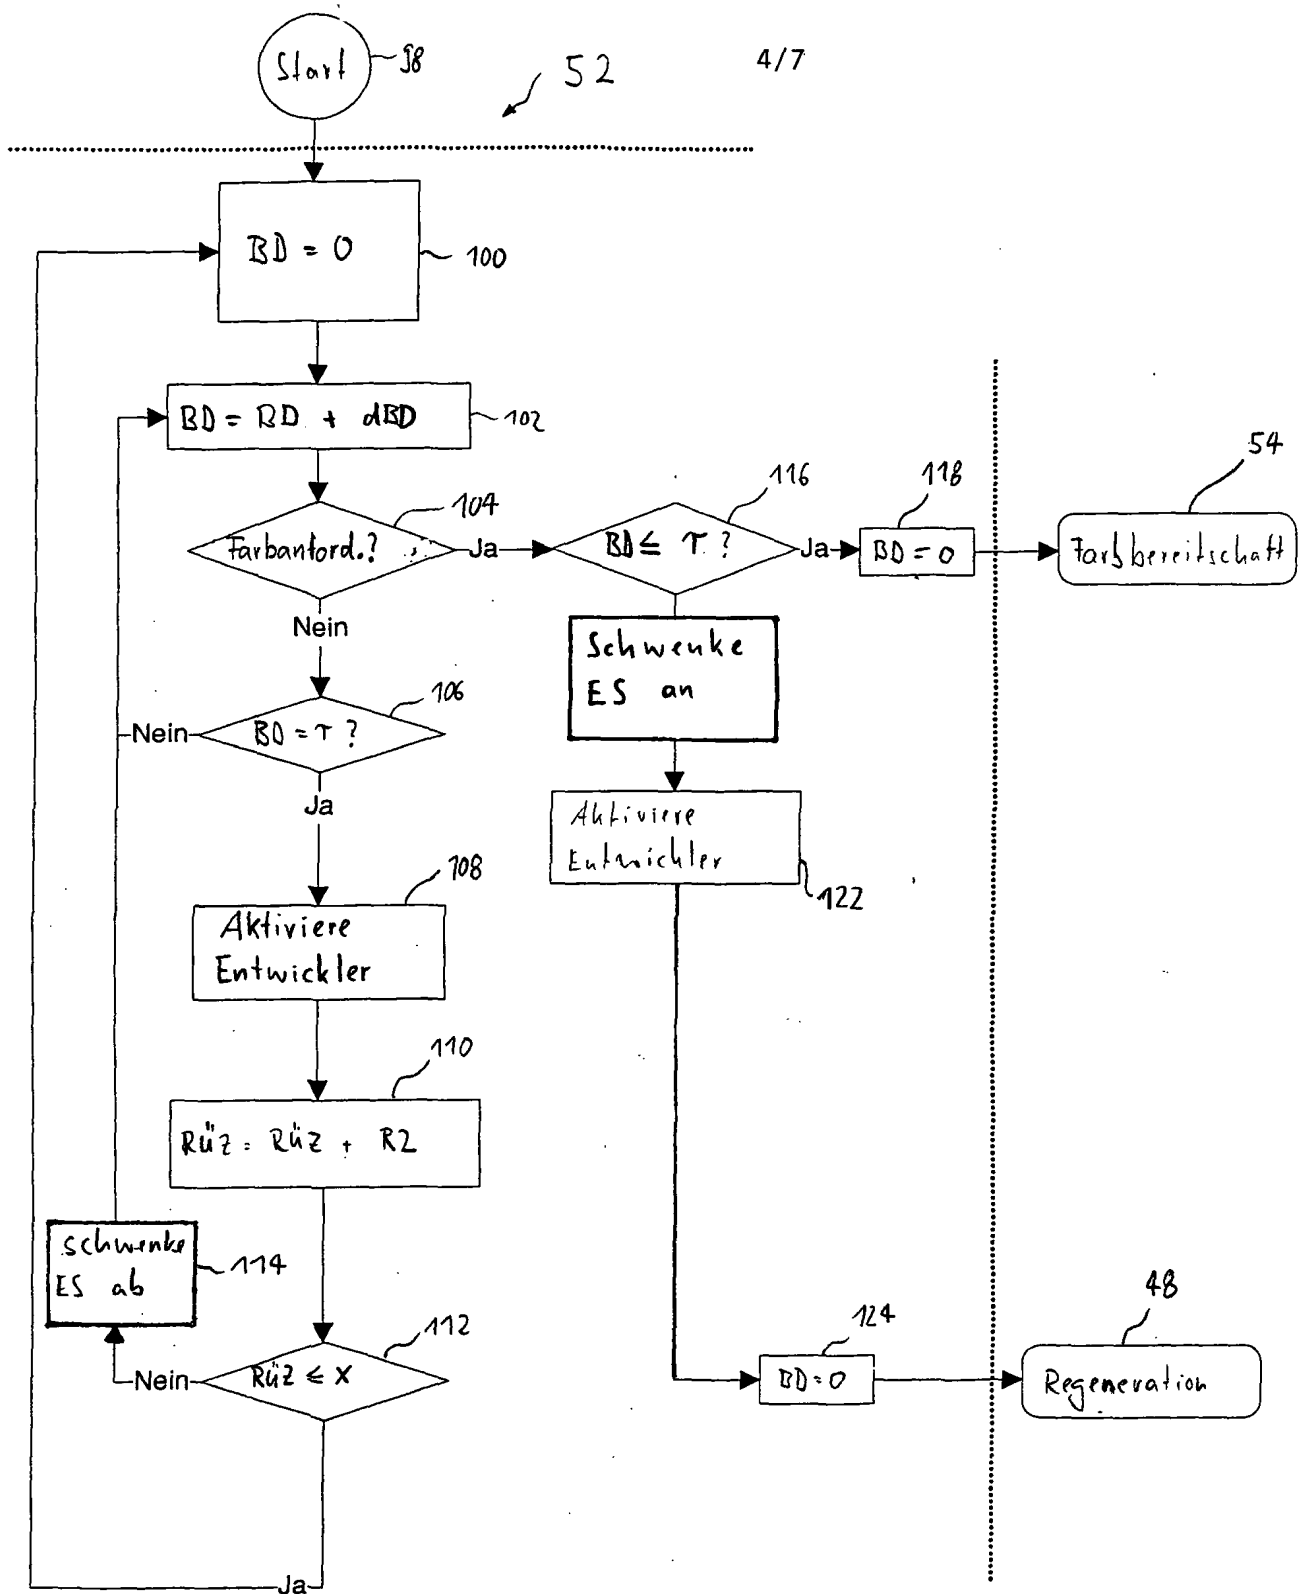 4/7
Start
98
52
BD = 0
100
BD = BD + dBD
102
Farbanford.?
104
Ja
BD ≤ τ ?
116
Ja
BD = 0
118
Farbbereitschaft
54
Nein
BD = τ ?
106
Nein
Ja
Schwenke
ES an
Aktiviere
Entwickler
122
Aktiviere
Entwickler
108
RüZ = RüZ + RZ
110
schwenke
ES ab
114
RüZ ≤ X
112
Nein
Ja
BD = 0
124
Regeneration
48